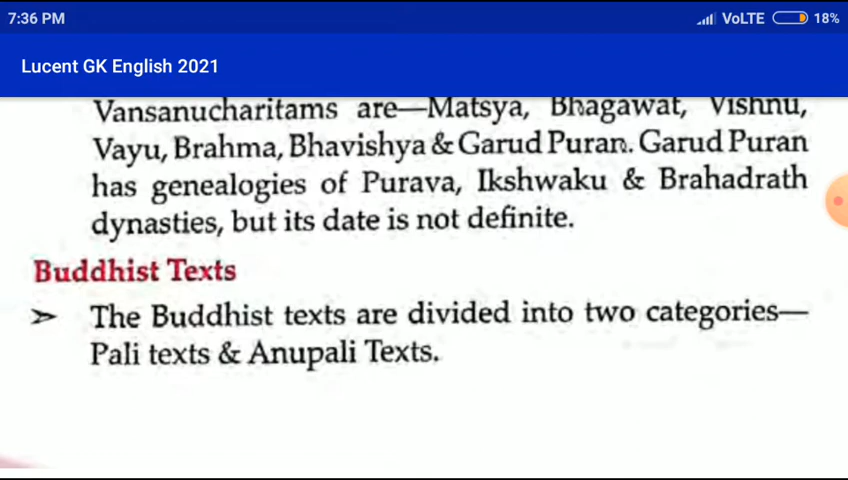 7:36 PM VoLTE 18%
Lucent GK English 2021
Vansanucharitams are—Matsya, Bhagawat, Vishnu,
Vayu, Brahma, Bhavishya & Garud Puran. Garud Puran
has genealogies of Purava, Ikshwaku & Brahadrath
dynasties, but its date is not definite.
Buddhist Texts
➢ The Buddhist texts are divided into two categories—
Pali texts & Anupali Texts.